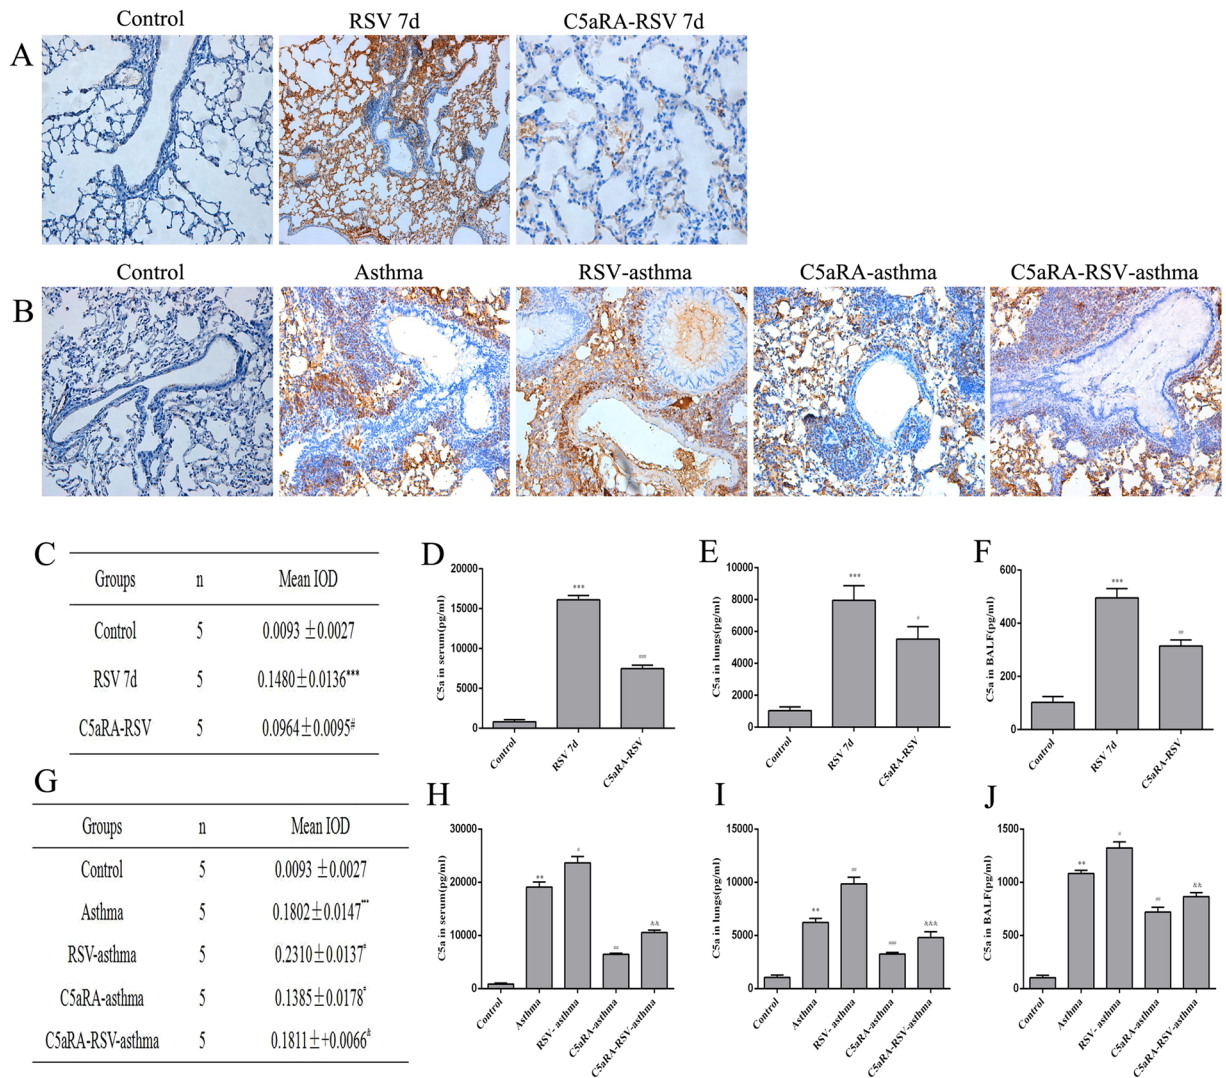 Control RSV 7d C5aRA-RSV 7d
A
Control Asthma RSV-asthma C5aRA-asthma C5aRA-RSV-asthma
B
C
Groups n Mean IOD
Control 5 0.0093 ±0.0027
RSV 7d 5 0.1480±0.0136***
C5aRA-RSV 5 0.0964±0.0095#
D
C5a in serum(pg/ml)
20000
15000
10000
5000
0
***
###
Control RSV 7d C5aRA-RSV
E
C5a in lungs(pg/ml)
10000
8000
6000
4000
2000
0
***
#
Control RSV 7d C5aRA-RSV
F
C5a in BALF(pg/ml)
600
400
200
0
***
##
Control RSV 7d C5aRA-RSV
G
Groups n Mean IOD
Control 5 0.0093 ±0.0027
Asthma 5 0.1802±0.0147***
RSV-asthma 5 0.2310±0.0137#
C5aRA-asthma 5 0.1385±0.0178#
C5aRA-RSV-asthma 5 0.1811±+0.0066&
H
C5a in serum(pg/ml)
30000
20000
10000
0
**
#
##
&&
Control Asthma RSV- asthma C5aRA-asthma C5aRA-RSV-asthma
I
C5a in lungs(pg/ml)
15000
10000
5000
0
**
##
###
&&&
Control Asthma RSV- asthma C5aRA-asthma C5aRA-RSV-asthma
J
C5a in BALF(pg/ml)
1500
1000
500
0
**
#
##
&&
Control Asthma RSV- asthma C5aRA-asthma C5aRA-RSV-asthma